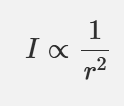 I ∝ 1/r²